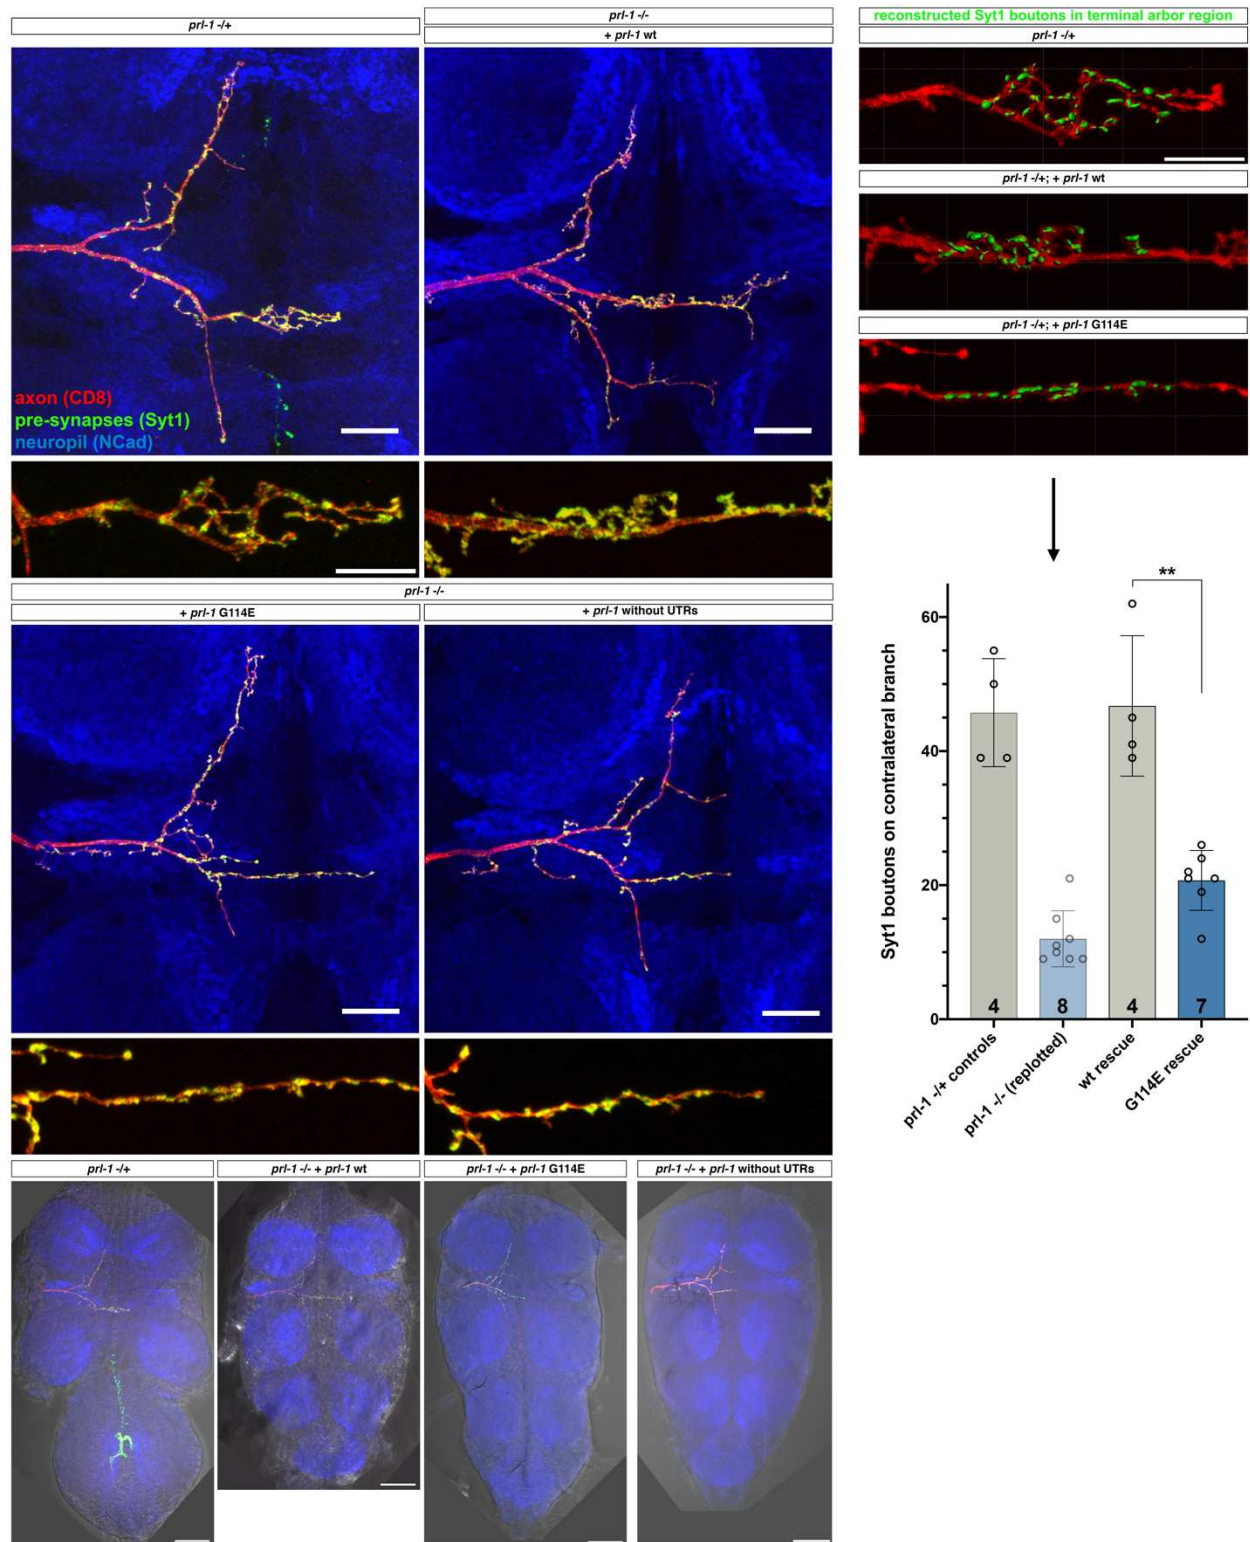 prl-1 -/+
prl-1 -/-
+ prl-1 wt
axon (CD8)
pre-synapses (Syt1)
neuropil (NCad)
prl-1 -/-
+ prl-1 G114E
+ prl-1 without UTRs
prl-1 -/+
prl-1 -/- + prl-1 wt
prl-1 -/- + prl-1 G114E
prl-1 -/- + prl-1 without UTRs
reconstructed Syt1 boutons in terminal arbor region
prl-1 -/+
prl-1 -/+; + prl-1 wt
prl-1 -/+; + prl-1 G114E
**
Syt1 boutons on contralateral branch
60
40
20
0
4
8
4
7
prl-1 -/+ controls
prl-1 -/- (replotted)
wt rescue
G114E rescue